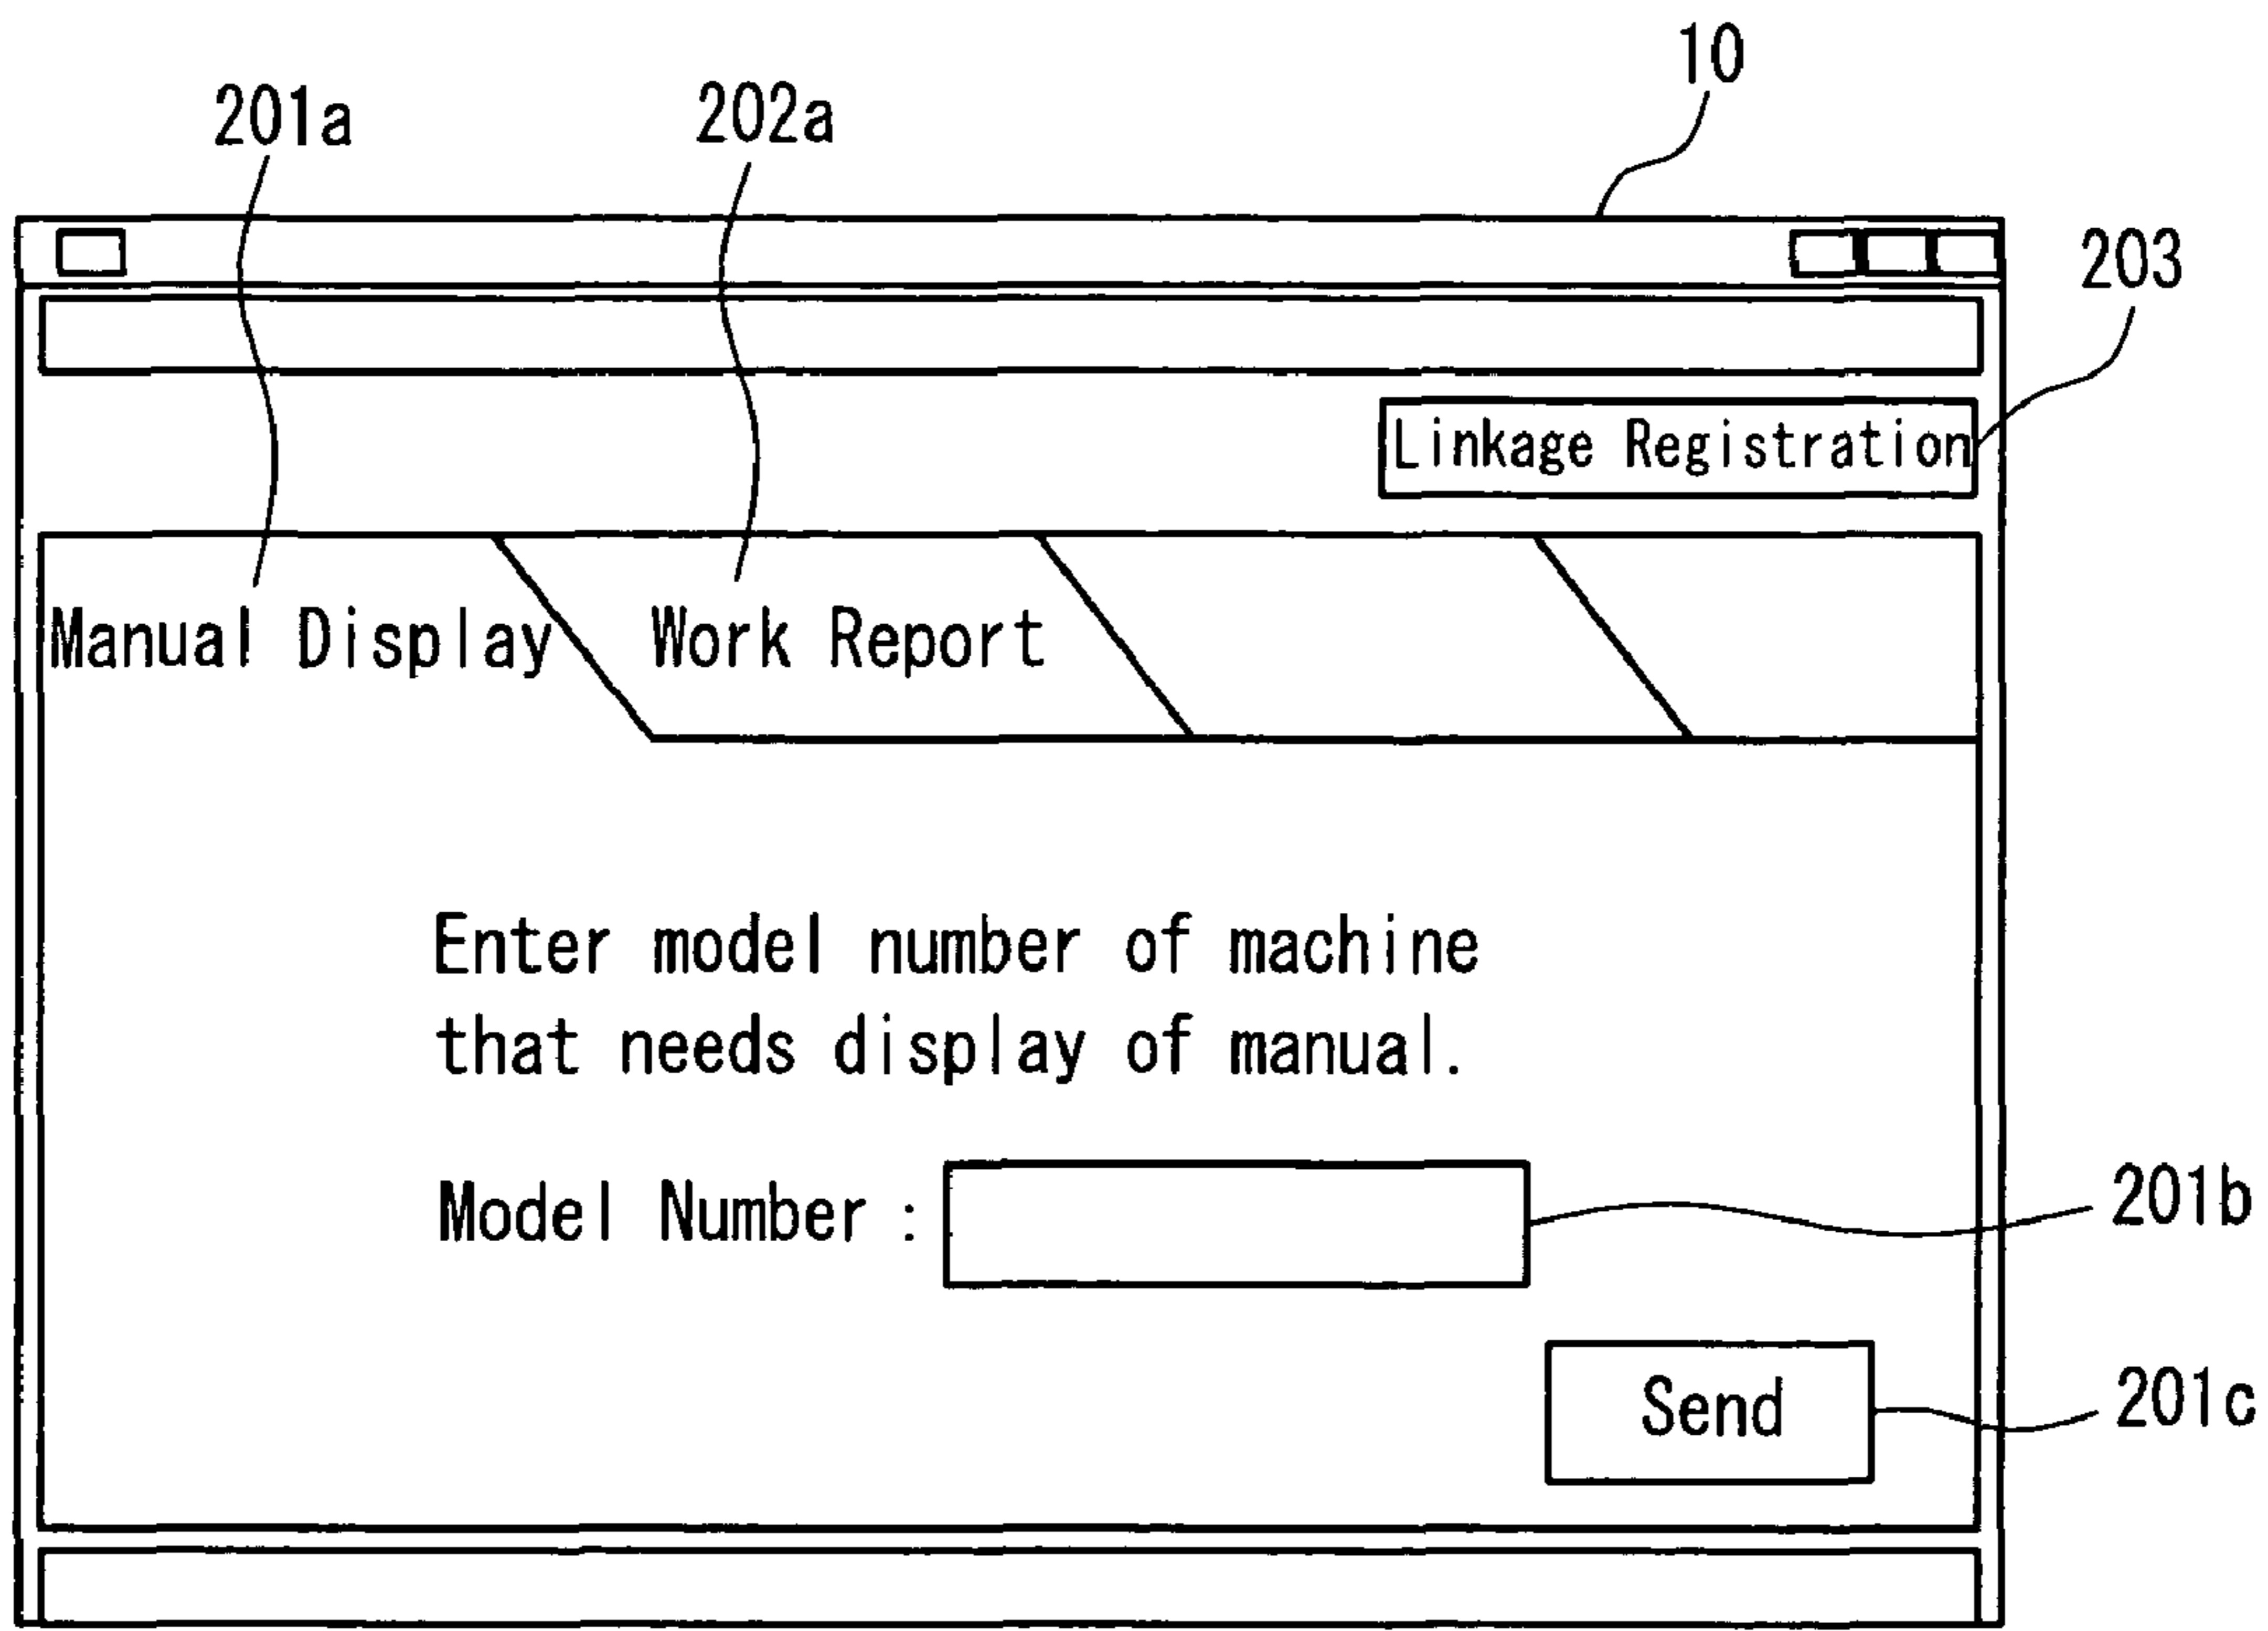 10
201a
202a
203
Linkage Registration
Manual Display
Work Report
Enter model number of machine
that needs display of manual.
Model Number :
201b
Send
201c